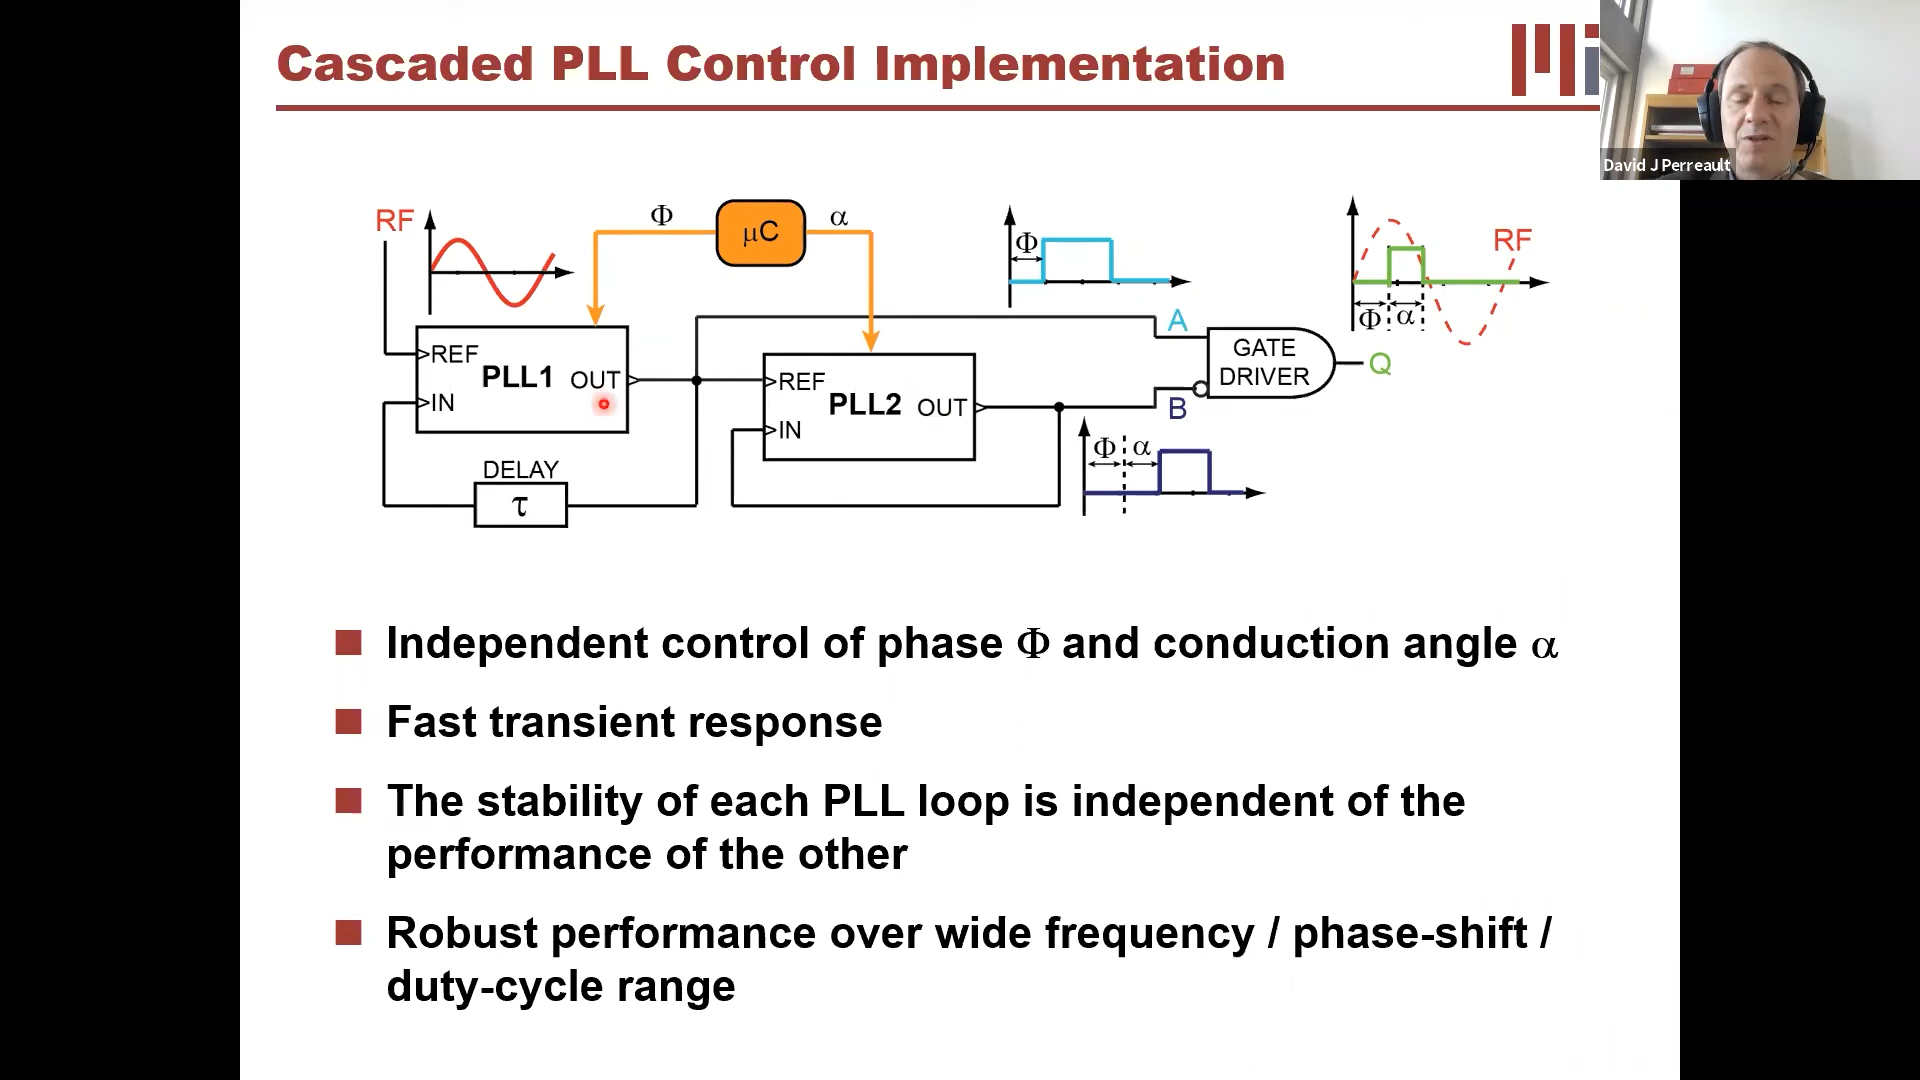 Cascaded PLL Control Implementation
David J Perreault
RF
Φ
μC
α
Φ
RF
Φ
α
REF
PLL1
OUT
IN
REF
PLL2
OUT
IN
A
GATE
DRIVER
Q
B
Φ
α
DELAY
τ
Independent control of phase Φ and conduction angle α
Fast transient response
The stability of each PLL loop is independent of the
performance of the other
Robust performance over wide frequency / phase-shift /
duty-cycle range